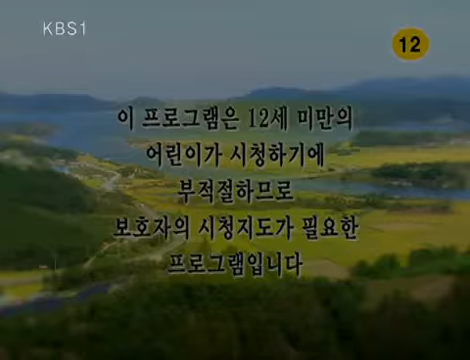 KBS1
12
이 프로그램은 12세 미만의
어린이가 시청하기에
부적절하므로
보호자의 시청지도가 필요한
프로그램입니다